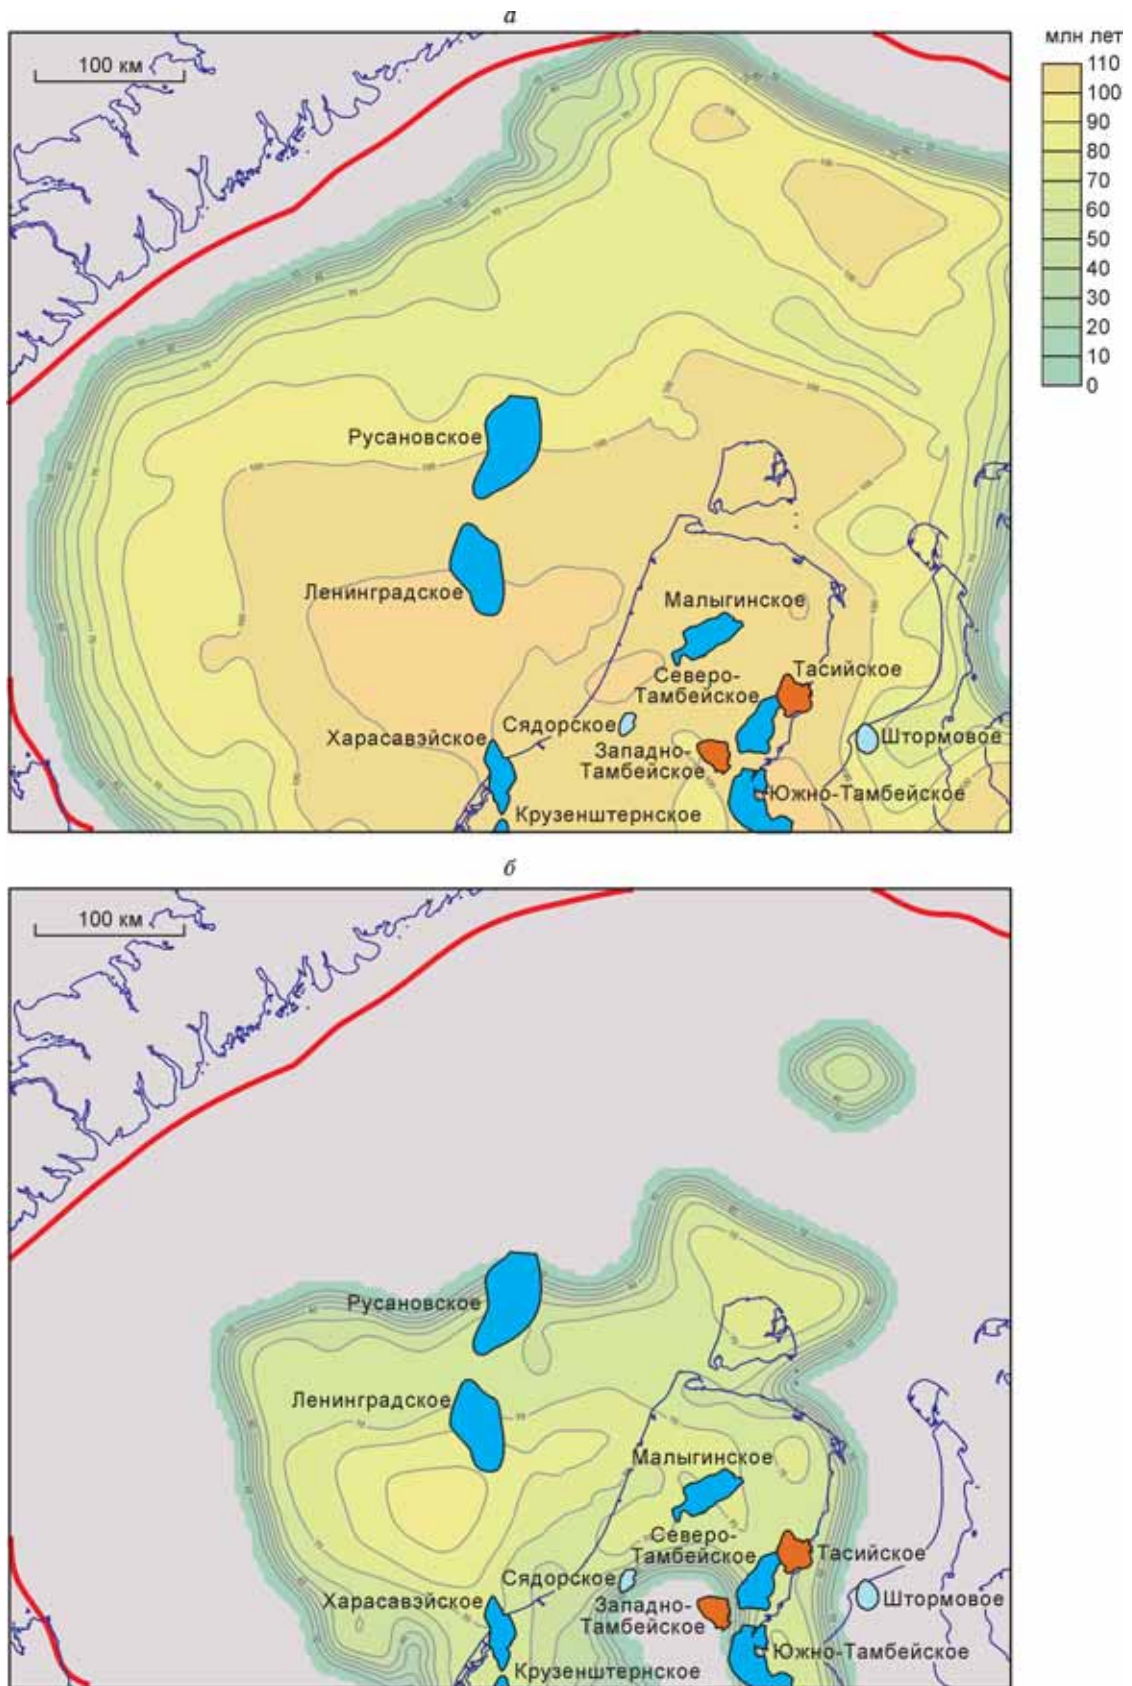 а
млн лет
100 км
110
100
90
80
70
60
50
40
30
20
10
0
Русановское
Ленинградское
Малыгинское
Северо-
Тамбейское
Тасийское
Сядорское
Харасавэйское
Западно-
Тамбейское
Штормовое
Южно-Тамбейское
Крузенштернское
б
100 км
Русановское
Ленинградское
Малыгинское
Северо-
Тамбейское
Тасийское
Сядорское
Харасавэйское
Западно-
Тамбейское
Штормовое
Южно-Тамбейское
Крузенштернское